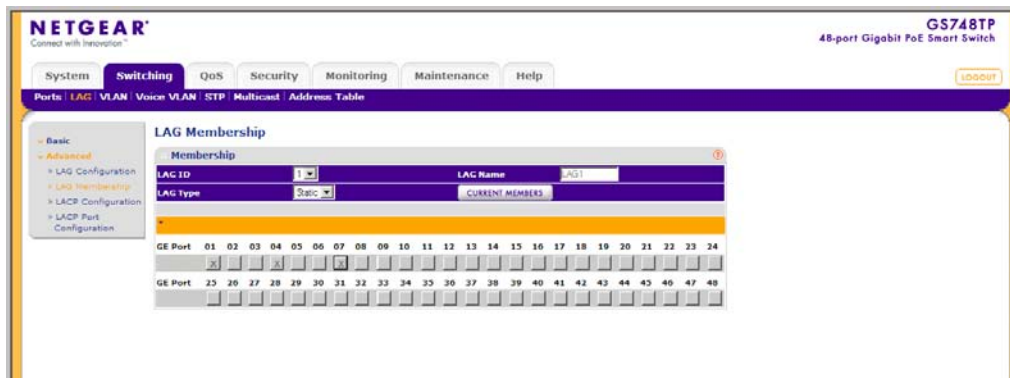 NETGEAR
Connect with Innovation™
GS748TP
48-port Gigabit PoE Smart Switch
System Switching QoS Security Monitoring Maintenance Help
LOGOUT
Ports LAG VLAN Voice VLAN STP Multicast Address Table
Basic
Advanced
LAG Configuration
LAG Membership
LACP Configuration
LACP Port
Configuration
LAG Membership
Membership
LAG ID 1 LAG Name LAG1
LAG Type Static CURRENT MEMBERS
GE Port 01 02 03 04 05 06 07 08 09 10 11 12 13 14 15 16 17 18 19 20 21 22 23 24
X X X
GE Port 25 26 27 28 29 30 31 32 33 34 35 36 37 38 39 40 41 42 43 44 45 46 47 48